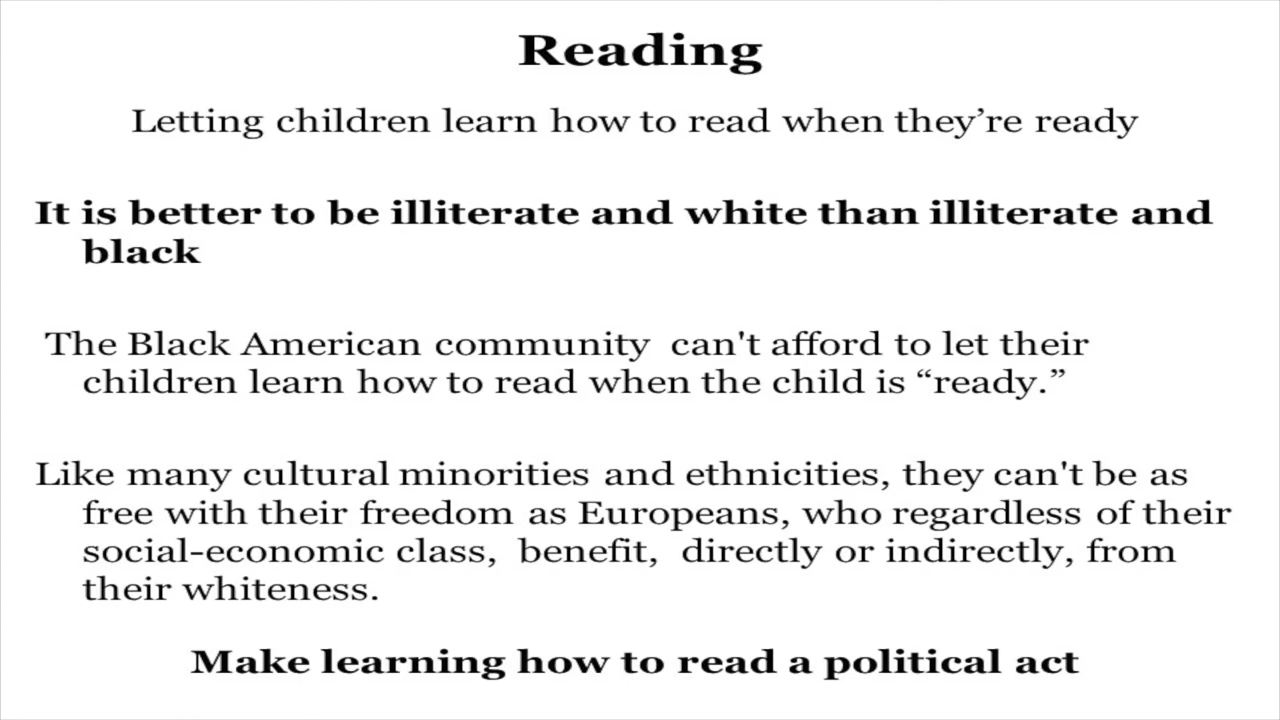 Reading
Letting children learn how to read when they’re ready
It is better to be illiterate and white than illiterate and
black
The Black American community can't afford to let their
children learn how to read when the child is “ready.”
Like many cultural minorities and ethnicities, they can't be as
free with their freedom as Europeans, who regardless of their
social-economic class, benefit, directly or indirectly, from
their whiteness.
Make learning how to read a political act